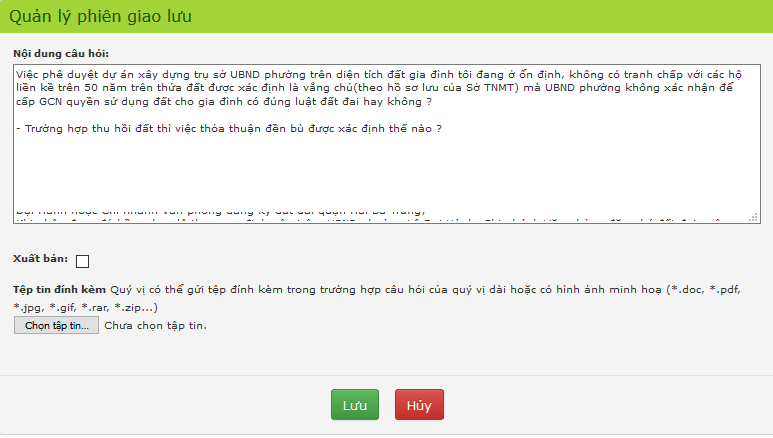 Quản lý phiên giao lưu
Nội dung câu hỏi:
Việc phê duyệt dự án xây dựng trụ sở UBND phường trên diện tích đất gia đình tôi đang ở ổn định, không có tranh chấp với các hộ
liền kề trên 50 năm trên thửa đất được xác định là vắng chủ(theo hồ sơ lưu của Sở TNMT) mà UBND phường không xác nhận để
cấp GCN quyền sử dụng đất cho gia đình có đúng luật đất đai hay không ?
- Trường hợp thu hồi đất thì việc thỏa thuận đền bù được xác định thế nào ?
Xuất bản:
Tệp tin đính kèm Quý vị có thể gửi tệp đính kèm trong trường hợp câu hỏi của quý vị dài hoặc có hình ảnh minh hoạ (*.doc, *.pdf,
*.jpg, *.gif, *.rar, *.zip...)
Chọn tập tin... Chưa chọn tập tin.
Lưu Hủy